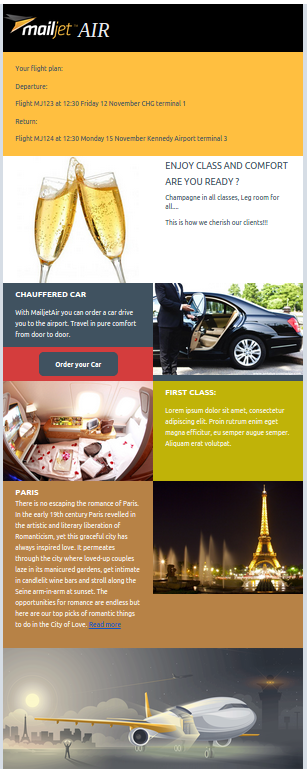 mailjet™ AIR
Your flight plan:
Departure:
Flight MJ123 at 12:30 Friday 12 November CHG terminal 1
Return:
Flight MJ124 at 12:30 Monday 15 November Kennedy Airport terminal 3
ENJOY CLASS AND COMFORT
ARE YOU READY ?
Champagne in all classes, Leg room for
all....
This is how we cherish our clients!!!
CHAUFFERED CAR
With MailjetAir you can order a car drive
you to the airport. Travel in pure comfort
from door to door.
Order your Car
FIRST CLASS:
Lorem ipsum dolor sit amet, consectetur
adipiscing elit. Proin rutrum enim eget
magna efficitur, eu semper augue semper.
Aliquam erat volutpat.
PARIS
There is no escaping the romance of Paris.
In the early 19th century Paris revelled in
the artistic and literary liberation of
Romanticism, yet this graceful city has
always inspired love. It permeates
through the city where loved-up couples
laze in its manicured gardens, get intimate
in candlelit wine bars and stroll along the
Seine arm-in-arm at sunset. The
opportunities for romance are endless but
here are our top picks of romantic things
to do in the City of Love. Read more